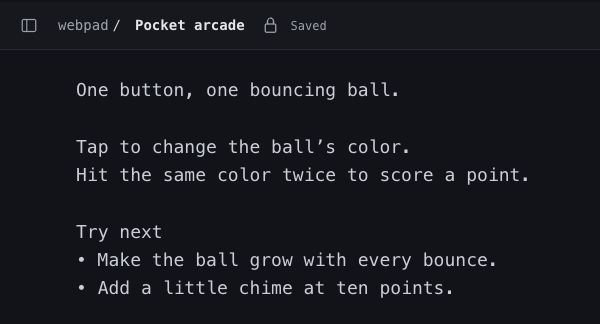 webpad / Pocket arcade Saved
One button, one bouncing ball.
Tap to change the ball’s color.
Hit the same color twice to score a point.
Try next
• Make the ball grow with every bounce.
• Add a little chime at ten points.